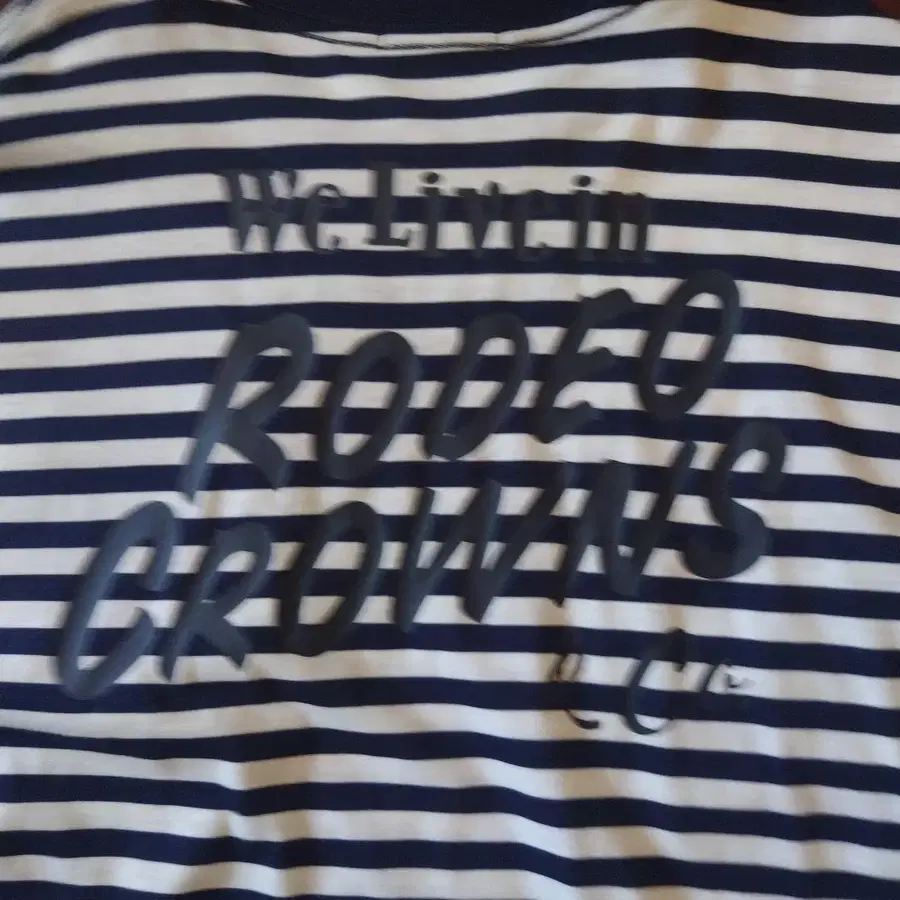 We Live in
RODEO
CROWNS
& Co.